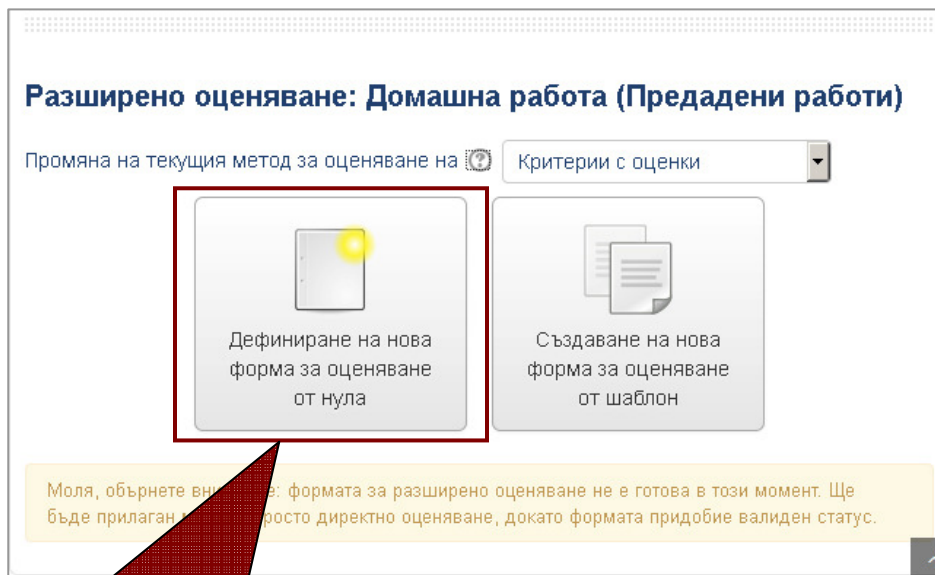 Разширено оценяване: Домашна работа (Предадени работи)
Промяна на текущия метод за оценяване на
Критерии с оценки
Дефиниране на нова
форма за оценяване
от нула
Създаване на нова
форма за оценяване
от шаблон
Моля, обърнете формата за разширено оценяване не е готова в този момент. Ще
бъде прилаган директно оценяване, докато формата придобие валиден статус.